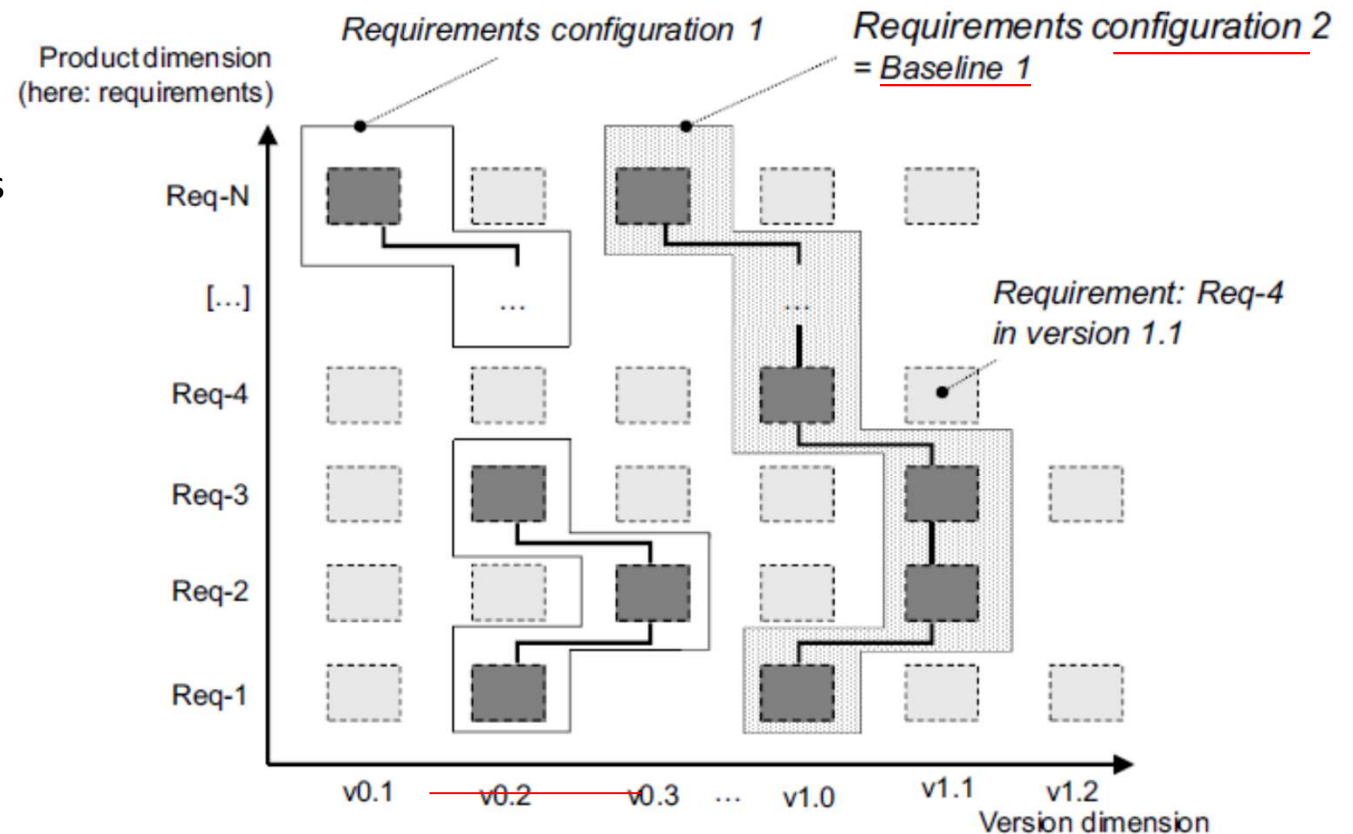 Requirements configuration 1
Requirements configuration 2
= Baseline 1
Product dimension
(here: requirements)
s
Req-N
[...]
...
...
Requirement: Req-4
in version 1.1
Req-4
Req-3
Req-2
Req-1
v0.1 v0.2 v0.3 ... v1.0 v1.1 v1.2
Version dimension